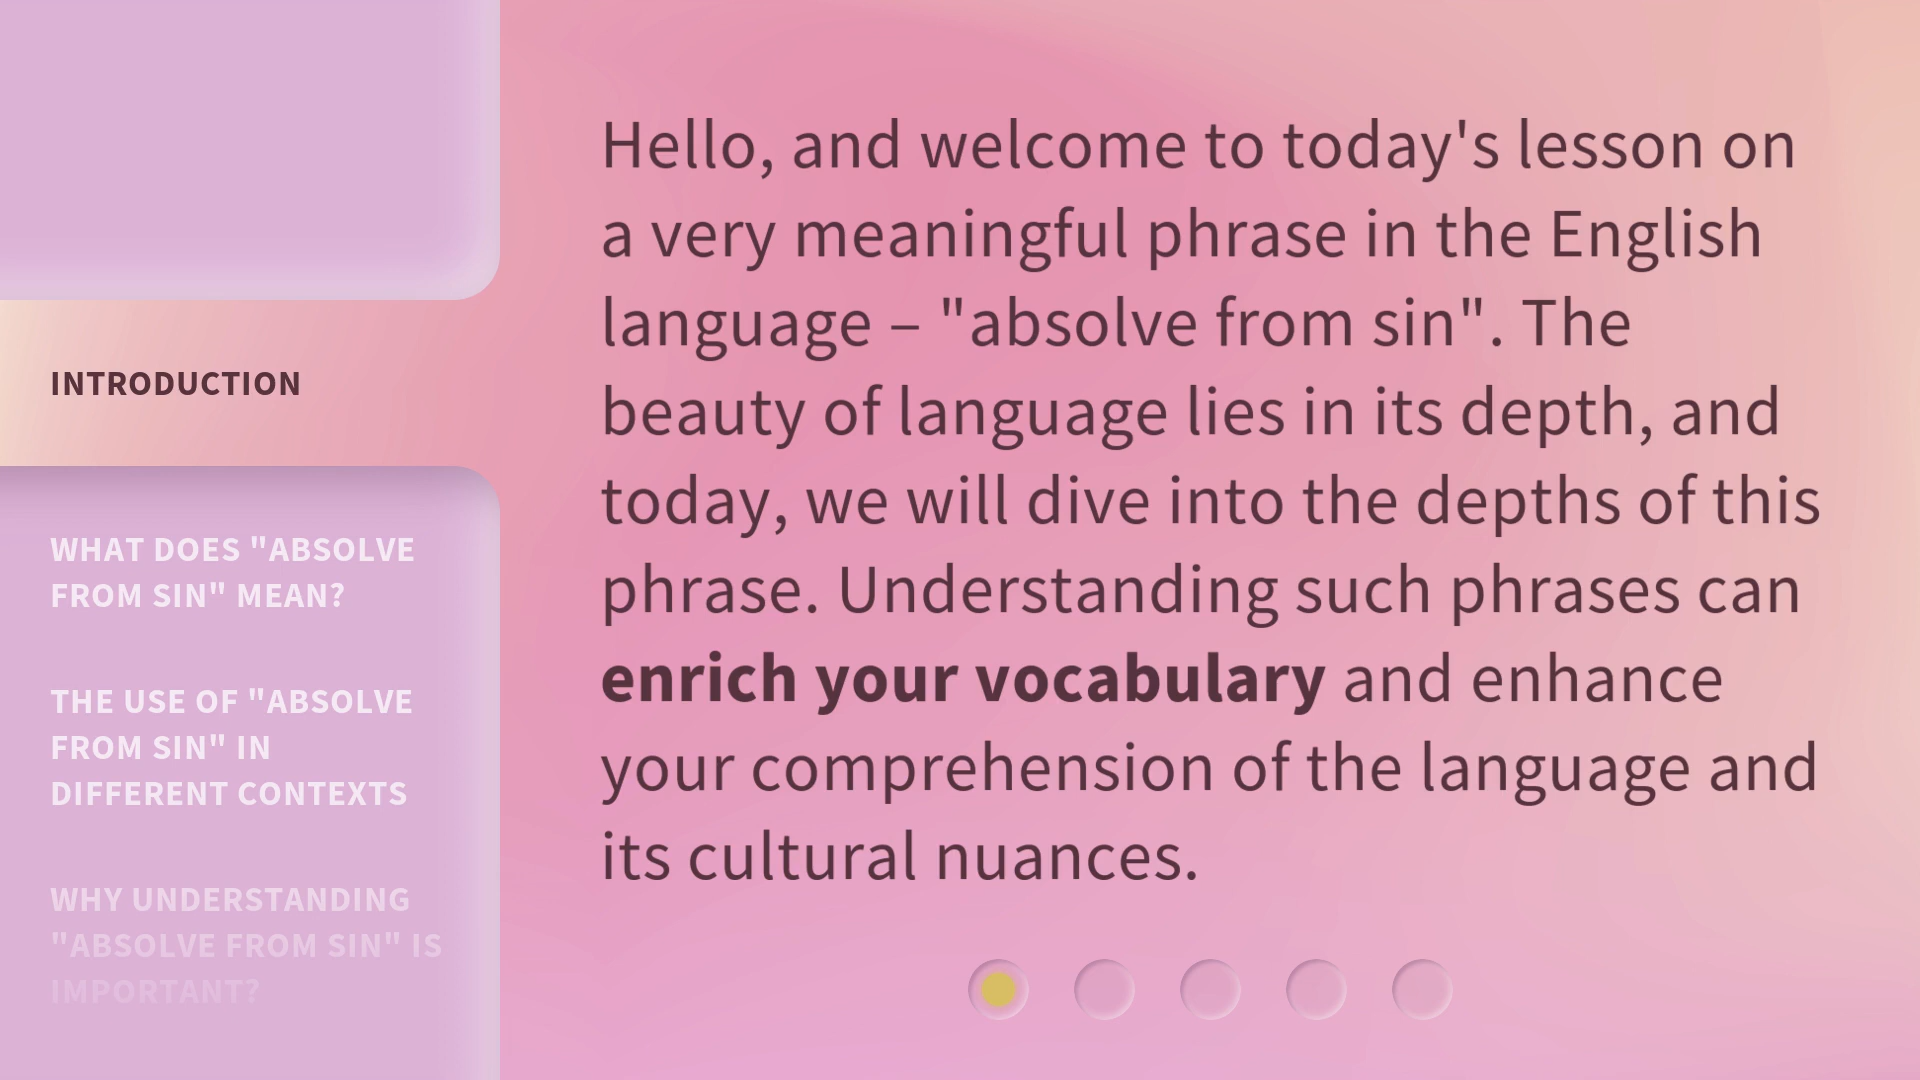 INTRODUCTION
WHAT DOES "ABSOLVE
FROM SIN" MEAN?
THE USE OF "ABSOLVE
FROM SIN" IN
DIFFERENT CONTEXTS
WHY UNDERSTANDING
"ABSOLVE FROM SIN" IS
IMPORTANT?
Hello, and welcome to today's lesson on
a very meaningful phrase in the English
language – "absolve from sin". The
beauty of language lies in its depth, and
today, we will dive into the depths of this
phrase. Understanding such phrases can
enrich your vocabulary and enhance
your comprehension of the language and
its cultural nuances.